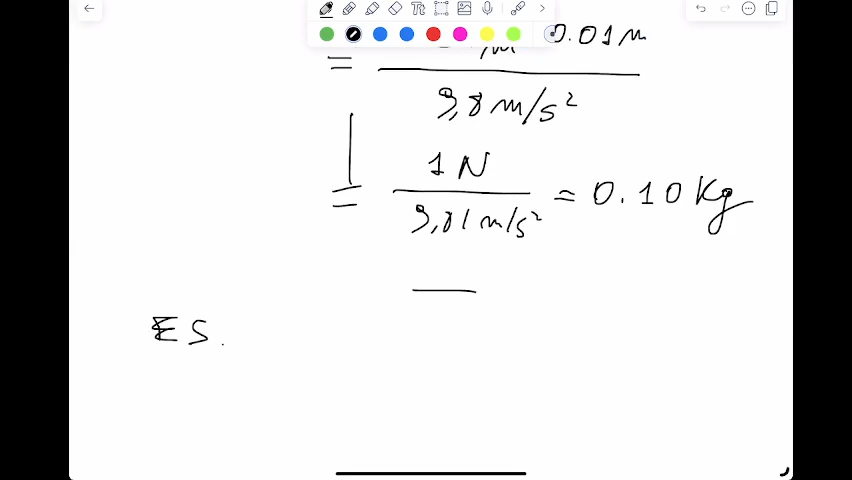 0.01 m
=
9,8 m/s²
= 1 N / 9,81 m/s² = 0.10 Kg
ES.